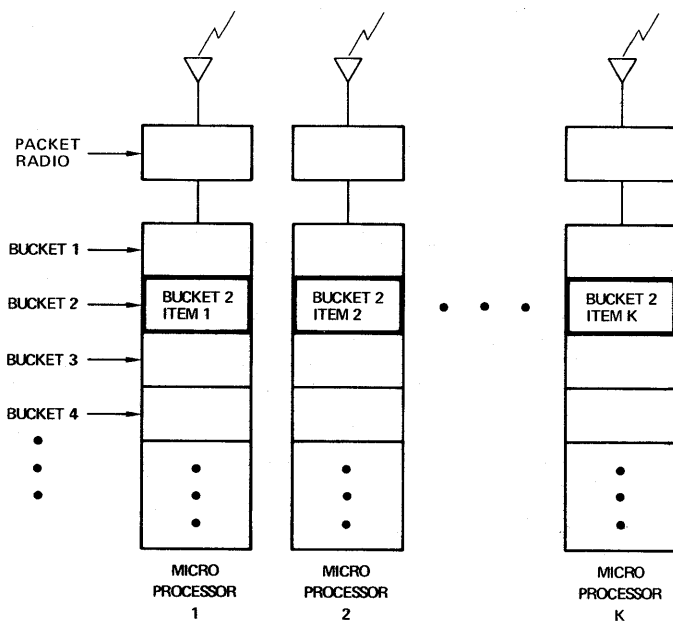 PACKET
RADIO
BUCKET 1
BUCKET 2
BUCKET 2
ITEM 1
BUCKET 2
ITEM 2
BUCKET 2
ITEM K
BUCKET 3
BUCKET 4
MICRO
PROCESSOR
1
MICRO
PROCESSOR
2
MICRO
PROCESSOR
K